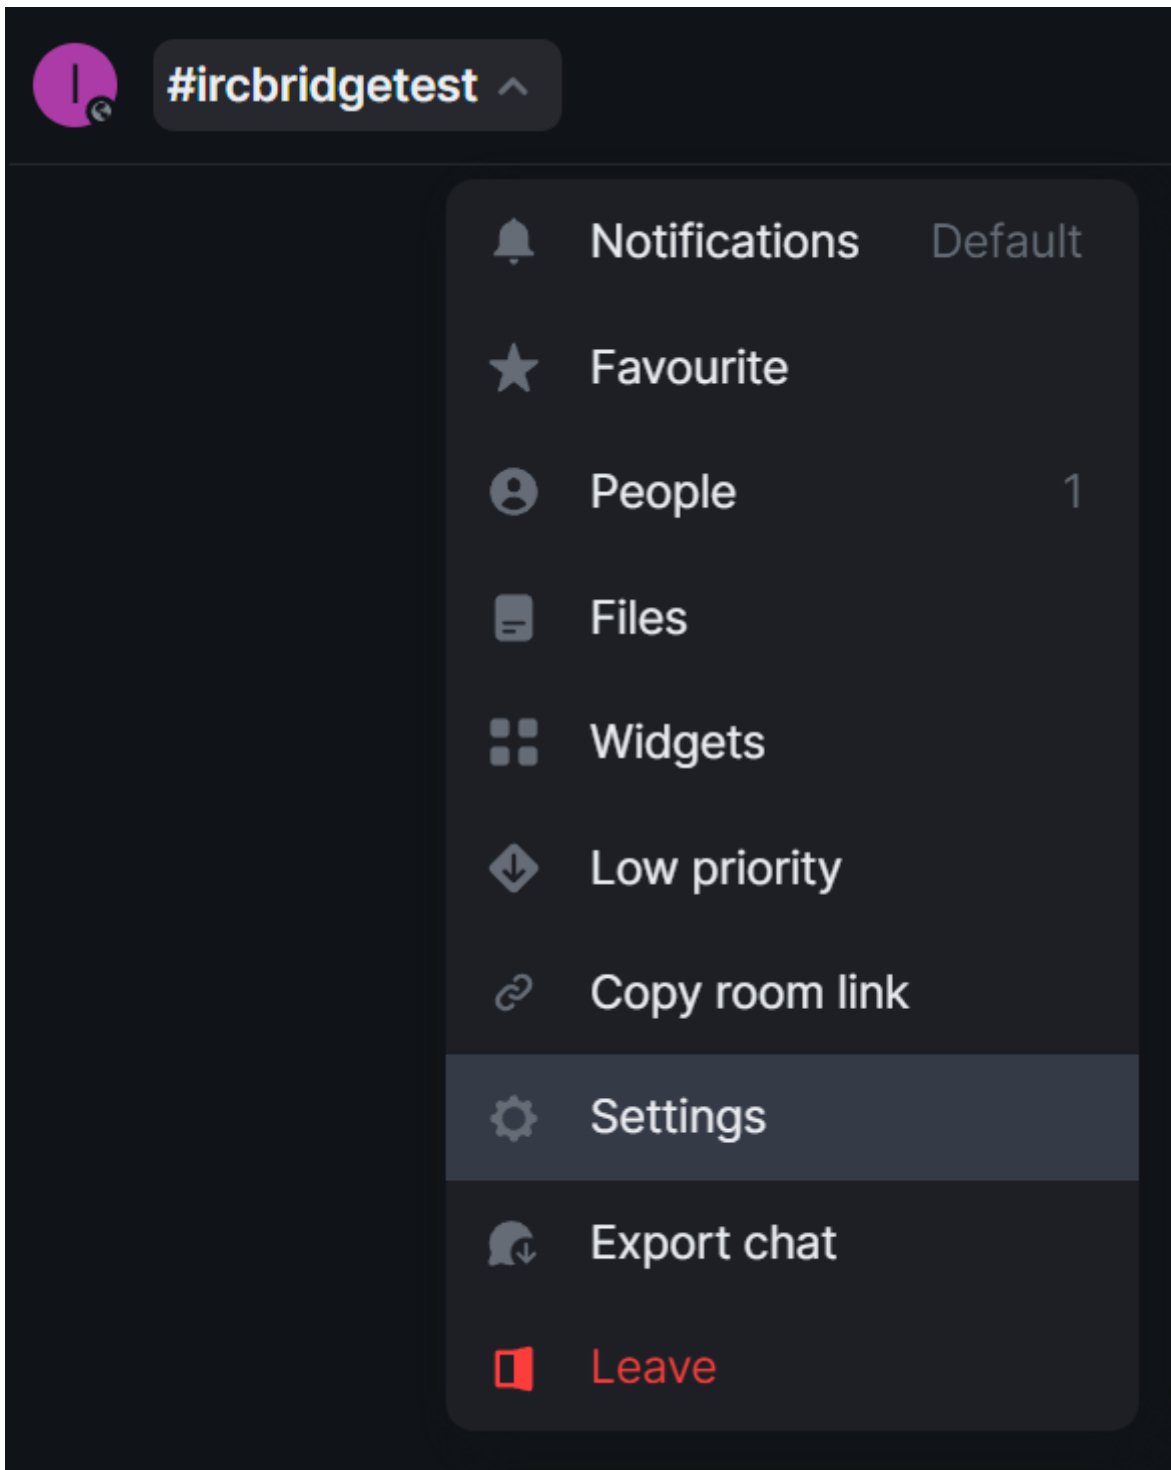 I
#ircbridgetest
Notifications Default
Favourite
People 1
Files
Widgets
Low priority
Copy room link
Settings
Export chat
Leave